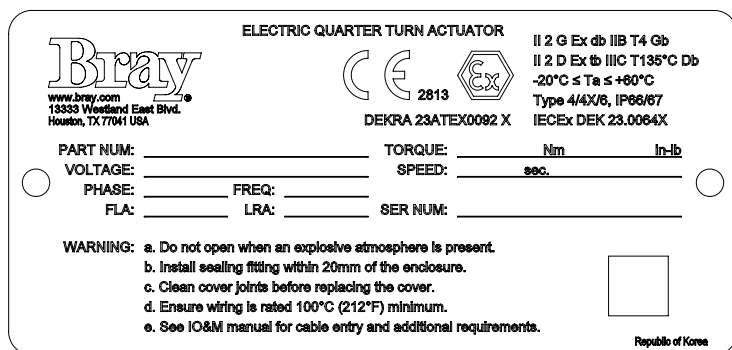 ELECTRIC QUARTER TURN ACTUATOR
Bray
®
www.bray.com
13333 Westland East Blvd.
Houston, TX 77041 USA
CE 2813
Ex
DEKRA 23ATEX0092 X
II 2 G Ex db IIB T4 Gb
II 2 D Ex tb IIIC T135°C Db
-20°C ≤ Ta ≤ +60°C
Type 4/4X/6, IP66/67
IECEx DEK 23.0064X
PART NUM: TORQUE: Nm in-lb
VOLTAGE: SPEED: sec.
PHASE: FREQ:
FLA: LRA: SER NUM:
WARNING: a. Do not open when an explosive atmosphere is present.
b. Install sealing fitting within 20mm of the enclosure.
c. Clean cover joints before replacing the cover.
d. Ensure wiring is rated 100°C (212°F) minimum.
e. See IO&M manual for cable entry and additional requirements.
Republic of Korea